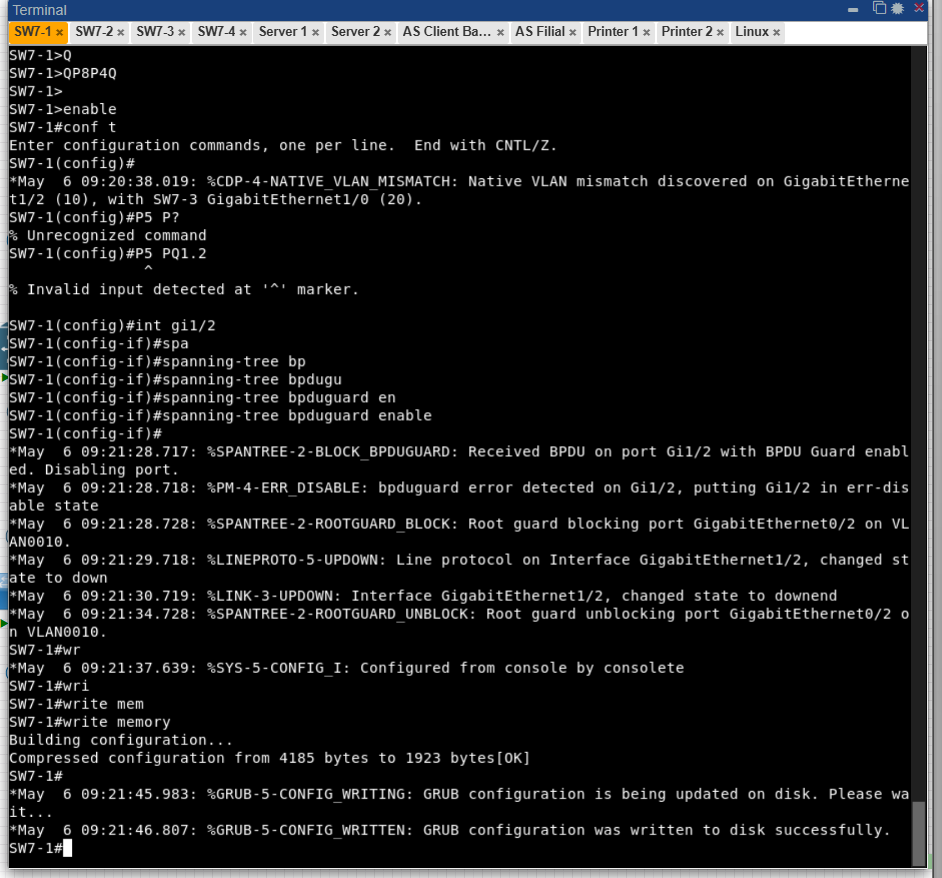 Terminal
SW7-1 × SW7-2 × SW7-3 × SW7-4 × Server 1 × Server 2 × AS Client Ba... × AS Filial × Printer 1 × Printer 2 × Linux ×
SW7-1>Q
SW7-1>QP8P4Q
SW7-1>
SW7-1>enable
SW7-1#conf t
Enter configuration commands, one per line.  End with CNTL/Z.
SW7-1(config)#
*May  6 09:20:38.019: %CDP-4-NATIVE_VLAN_MISMATCH: Native VLAN mismatch discovered on GigabitEtherne
t1/2 (10), with SW7-3 GigabitEthernet1/0 (20).
SW7-1(config)#P5 P?
% Unrecognized command
SW7-1(config)#P5 PQ1.2
^
% Invalid input detected at '^' marker.
SW7-1(config)#int gi1/2
SW7-1(config-if)#spa
SW7-1(config-if)#spanning-tree bp
SW7-1(config-if)#spanning-tree bpdugu
SW7-1(config-if)#spanning-tree bpduguard en
SW7-1(config-if)#spanning-tree bpduguard enable
SW7-1(config-if)#
*May  6 09:21:28.717: %SPANTREE-2-BLOCK_BPDUGUARD: Received BPDU on port Gi1/2 with BPDU Guard enabl
ed. Disabling port.
*May  6 09:21:28.718: %PM-4-ERR_DISABLE: bpduguard error detected on Gi1/2, putting Gi1/2 in err-dis
able state
*May  6 09:21:28.728: %SPANTREE-2-ROOTGUARD_BLOCK: Root guard blocking port GigabitEthernet0/2 on VL
AN0010.
*May  6 09:21:29.718: %LINEPROTO-5-UPDOWN: Line protocol on Interface GigabitEthernet1/2, changed st
ate to down
*May  6 09:21:30.719: %LINK-3-UPDOWN: Interface GigabitEthernet1/2, changed state to downend
*May  6 09:21:34.728: %SPANTREE-2-ROOTGUARD_UNBLOCK: Root guard unblocking port GigabitEthernet0/2 o
n VLAN0010.
SW7-1#wr
*May  6 09:21:37.639: %SYS-5-CONFIG_I: Configured from console by consolete
SW7-1#wri
SW7-1#write mem
SW7-1#write memory
Building configuration...
Compressed configuration from 4185 bytes to 1923 bytes[OK]
SW7-1#
*May  6 09:21:45.983: %GRUB-5-CONFIG_WRITING: GRUB configuration is being updated on disk. Please wa
it...
*May  6 09:21:46.807: %GRUB-5-CONFIG_WRITTEN: GRUB configuration was written to disk successfully.
SW7-1#